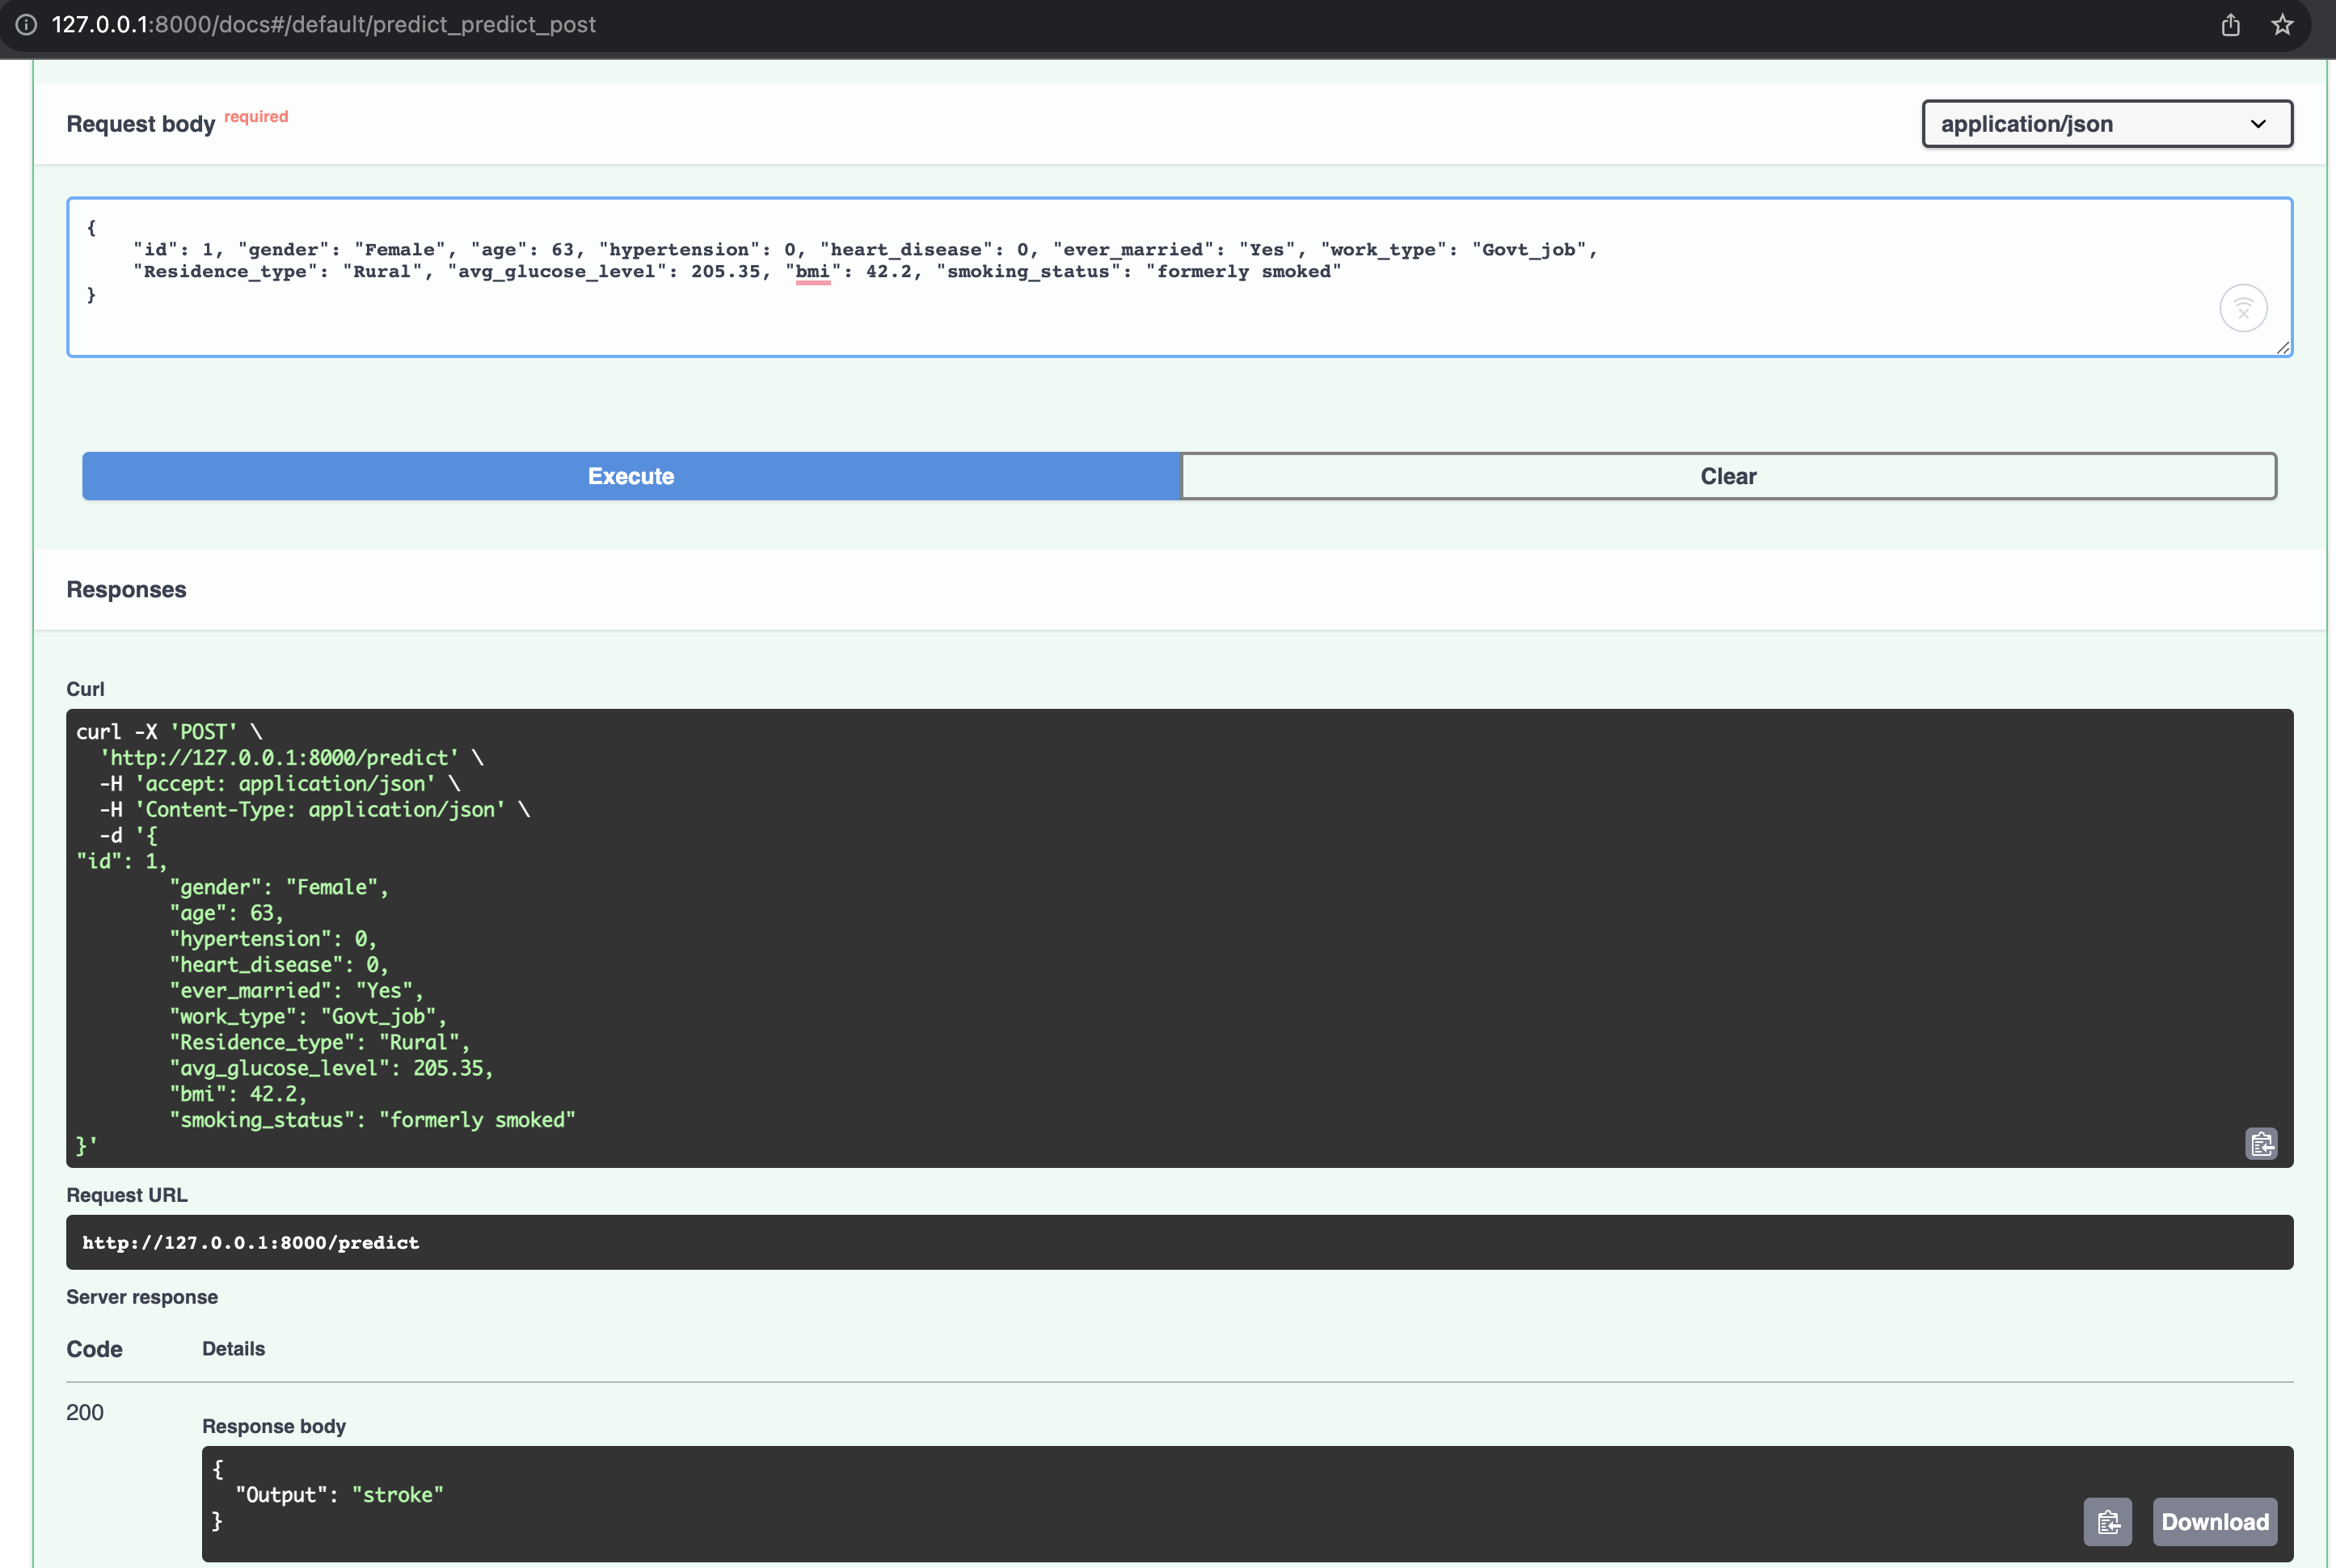 127.0.0.1:8000/docs#/default/predict_predict_post
Request body required
application/json
{
    "id": 1, "gender": "Female", "age": 63, "hypertension": 0, "heart_disease": 0, "ever_married": "Yes", "work_type": "Govt_job",
    "Residence_type": "Rural", "avg_glucose_level": 205.35, "bmi": 42.2, "smoking_status": "formerly smoked"
}
Execute
Clear
Responses
Curl
curl -X 'POST' \
  'http://127.0.0.1:8000/predict' \
  -H 'accept: application/json' \
  -H 'Content-Type: application/json' \
  -d '{
"id": 1,
        "gender": "Female",
        "age": 63,
        "hypertension": 0,
        "heart_disease": 0,
        "ever_married": "Yes",
        "work_type": "Govt_job",
        "Residence_type": "Rural",
        "avg_glucose_level": 205.35,
        "bmi": 42.2,
        "smoking_status": "formerly smoked"
}'
Request URL
http://127.0.0.1:8000/predict
Server response
Code
Details
200
Response body
{
  "Output": "stroke"
}
Download